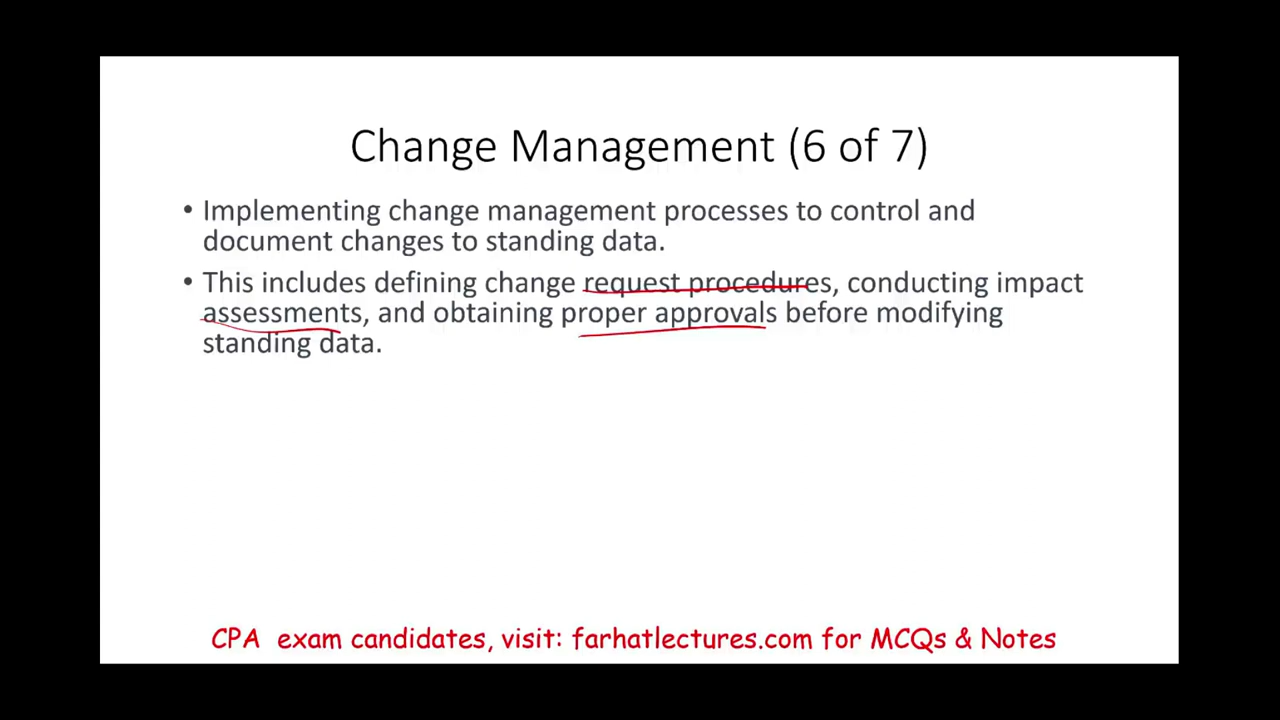 Change Management (6 of 7)
• Implementing change management processes to control and
document changes to standing data.
• This includes defining change request procedures, conducting impact
assessments, and obtaining proper approvals before modifying
standing data.
CPA exam candidates, visit: farhatlectures.com for MCQs & Notes